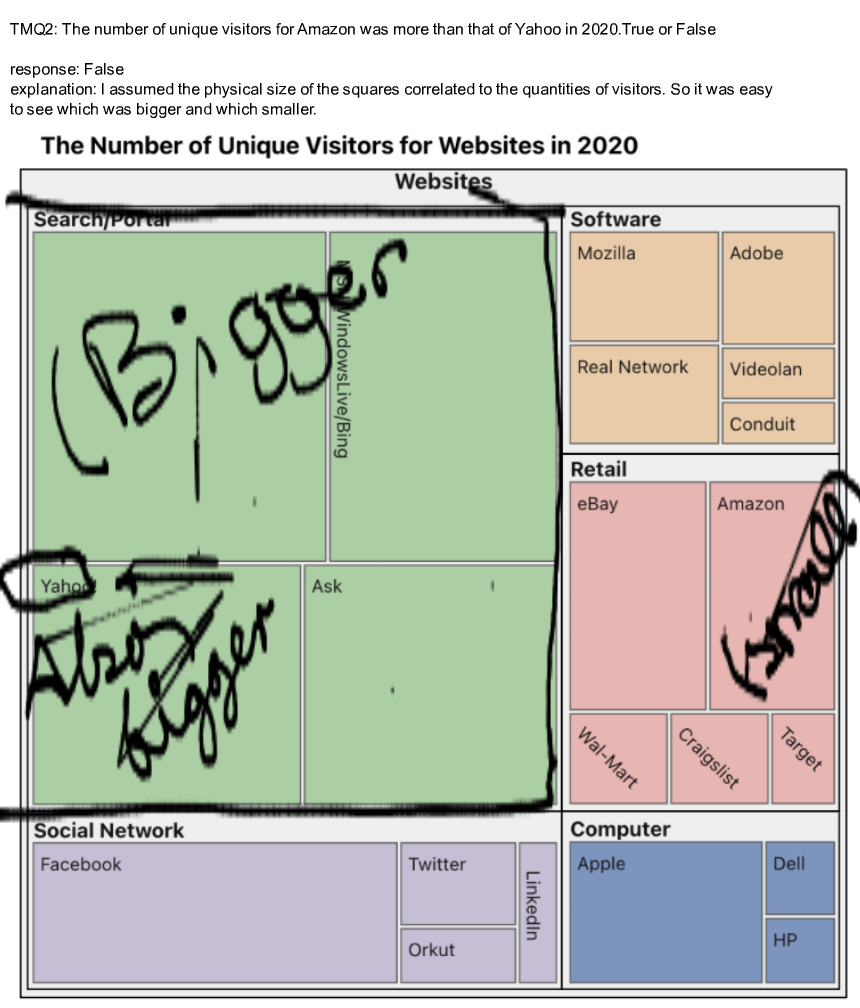 TMQ2: The number of unique visitors for Amazon was more than that of Yahoo in 2020.True or False
response: False
explanation: I assumed the physical size of the squares correlated to the quantities of visitors. So it was easy
to see which was bigger and which smaller.
The Number of Unique Visitors for Websites in 2020
Websites
Search/Portal
(Bigger
WindowsLive/Bing
Yahoo!
Also
bigger
Ask
Software
Mozilla
Adobe
Real Network
Videolan
Conduit
Retail
eBay
Amazon
(small)
Wal-Mart
Craigslist
Target
Social Network
Facebook
Twitter
LinkedIn
Orkut
Computer
Apple
Dell
HP